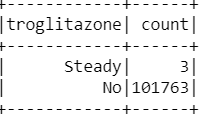 +------------+------+
|troglitazone| count|
+------------+------+
|      Steady|     3|
|          No|101763|
+------------+------+